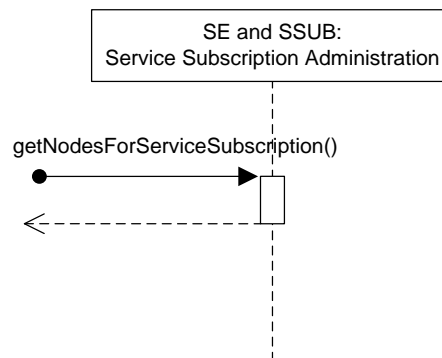 SE and SSUB:
Service Subscription Administration
getNodesForServiceSubscription()